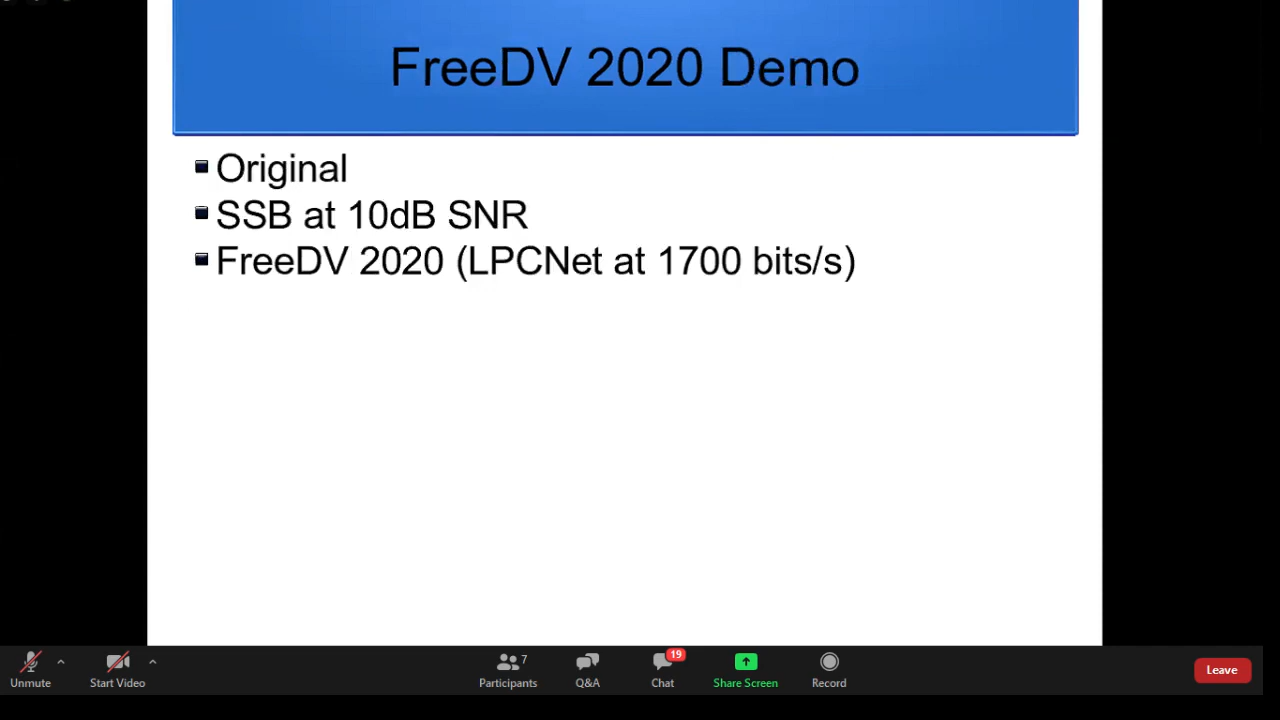 FreeDV 2020 Demo
Original
SSB at 10dB SNR
FreeDV 2020 (LPCNet at 1700 bits/s)
7
19
Unmute
Start Video
Participants
Q&A
Chat
Share Screen
Record
Leave